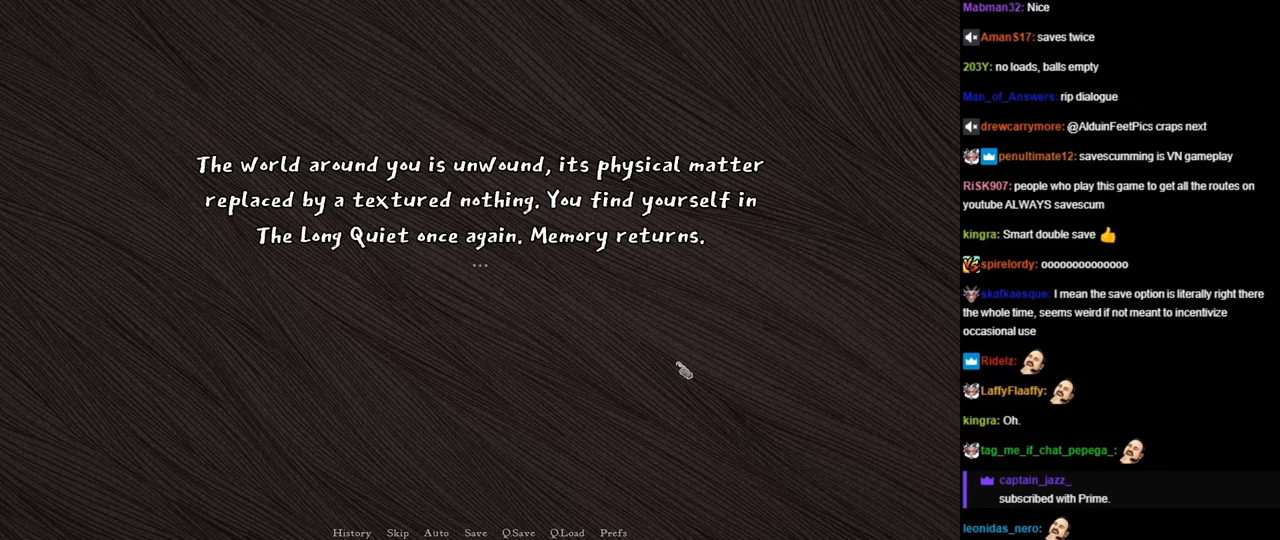 The World around you is unwound, its physical matter
replaced by a textured nothing. You find yourself in
The Long Quiet once again. Memory returns.
...
History Skip Auto Save Q.Save Q.Load Prefs
Mabman32: Nice
AmanS17: saves twice
203Y: no loads, balls empty
Man_of_Answers: rip dialogue
drewcarrymore: @AlduinFeetPics craps next
penultimate12: savescumming is VN gameplay
RiSK907: people who play this game to get all the routes on
youtube ALWAYS savescum
kingra: Smart double save 👍
spirelordy: oooooooooooooo
skafkaesque: I mean the save option is literally right there
the whole time, seems weird if not meant to incentivize
occasional use
Ridelz:
LaffyFlaaffy:
kingra: Oh.
tag_me_if_chat_pepega_:
captain_jazz_
subscribed with Prime.
leonidas_nero: